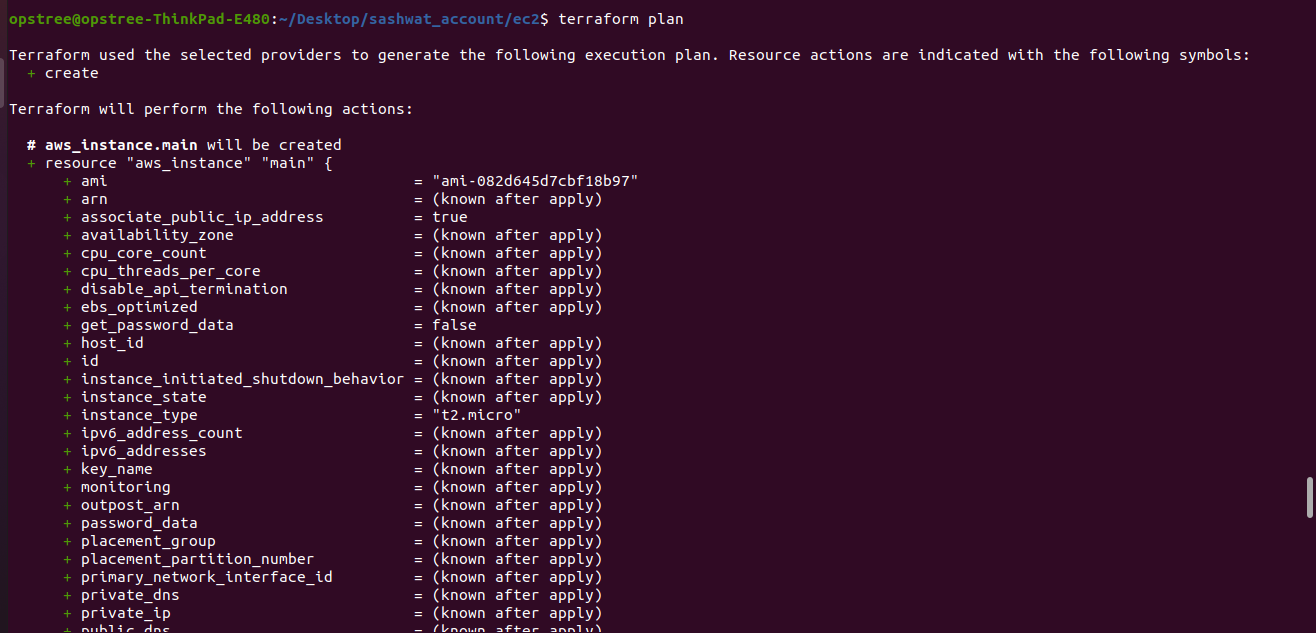 opstree@opstree-ThinkPad-E480:~/Desktop/sashwat_account/ec2$ terraform plan
Terraform used the selected providers to generate the following execution plan. Resource actions are indicated with the following symbols:
+ create
Terraform will perform the following actions:
# aws_instance.main will be created
+ resource "aws_instance" "main" {
+ ami = "ami-082d645d7cbf18b97"
+ arn = (known after apply)
+ associate_public_ip_address = true
+ availability_zone = (known after apply)
+ cpu_core_count = (known after apply)
+ cpu_threads_per_core = (known after apply)
+ disable_api_termination = (known after apply)
+ ebs_optimized = (known after apply)
+ get_password_data = false
+ host_id = (known after apply)
+ id = (known after apply)
+ instance_initiated_shutdown_behavior = (known after apply)
+ instance_state = (known after apply)
+ instance_type = "t2.micro"
+ ipv6_address_count = (known after apply)
+ ipv6_addresses = (known after apply)
+ key_name = (known after apply)
+ monitoring = (known after apply)
+ outpost_arn = (known after apply)
+ password_data = (known after apply)
+ placement_group = (known after apply)
+ placement_partition_number = (known after apply)
+ primary_network_interface_id = (known after apply)
+ private_dns = (known after apply)
+ private_ip = (known after apply)
+ public_dns = (known after apply)